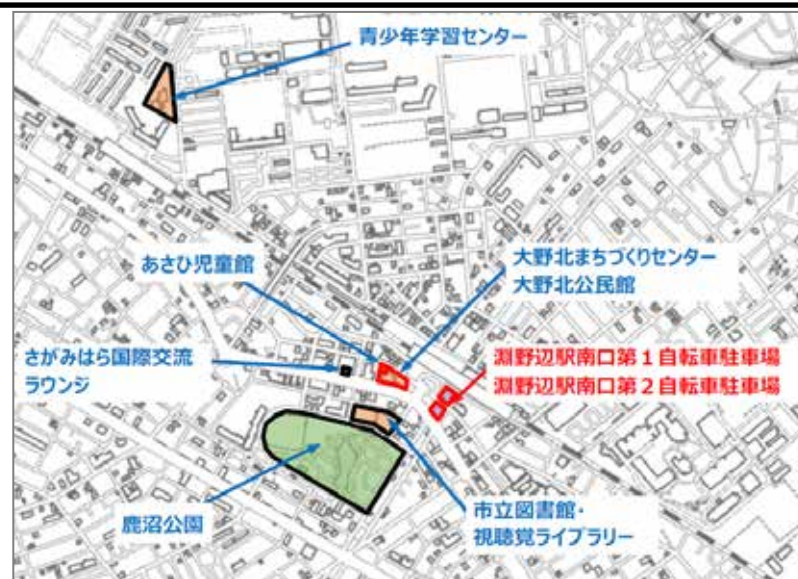 青少年学習センター
あさひ児童館
大野北まちづくりセンター
大野北公民館
さがみはら国際交流
ラウンジ
淵野辺駅南口第1自転車駐車場
淵野辺駅南口第2自転車駐車場
鹿沼公園
市立図書館・
視聴覚ライブラリー